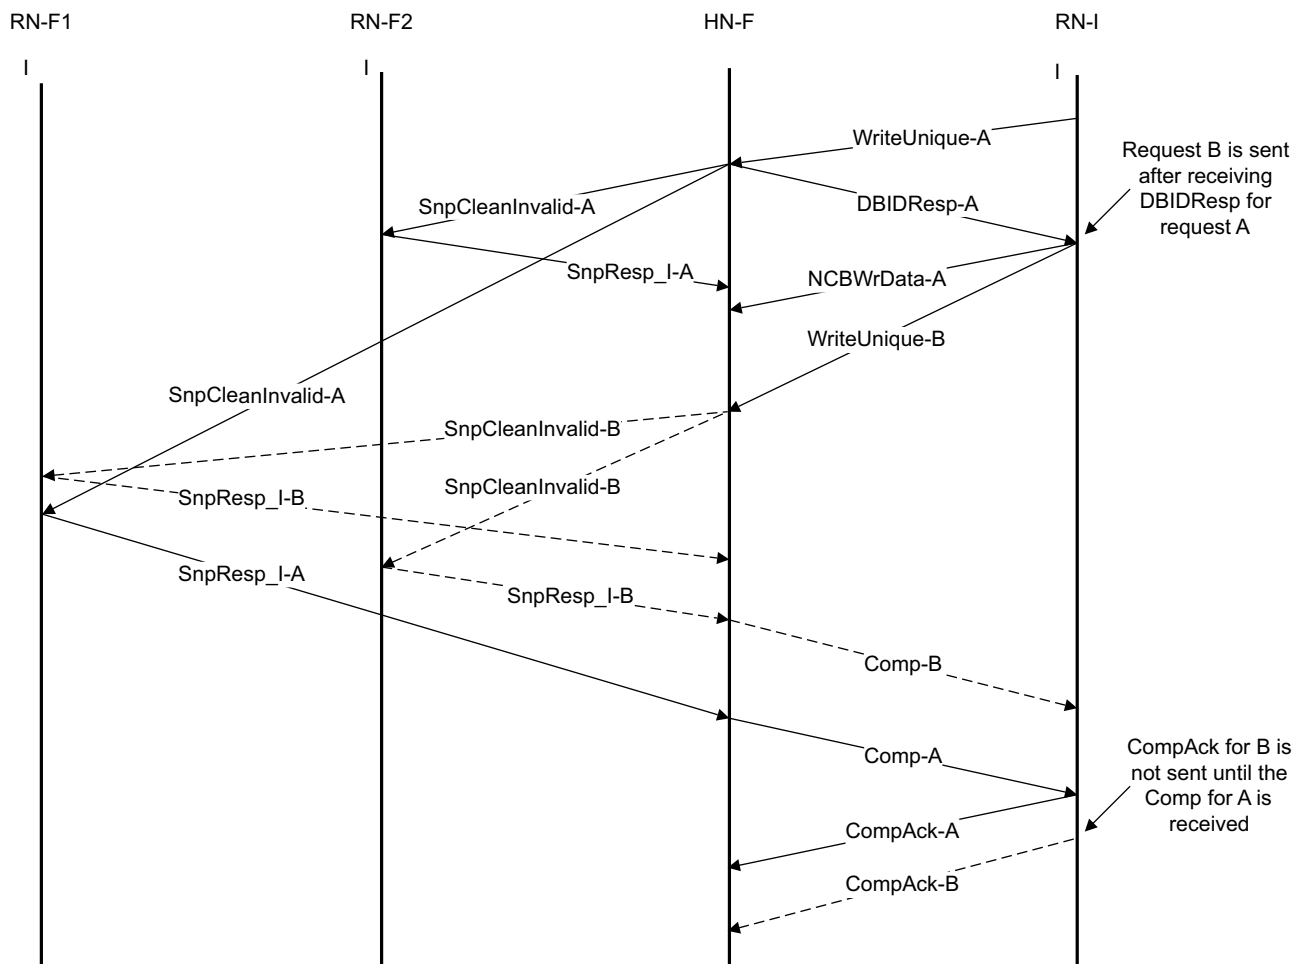 RN-F1
RN-F2
HN-F
RN-I
I
I
I
WriteUnique-A
Request B is sent
after receiving
DBIDResp for
request A
SnpCleanInvalid-A
DBIDResp-A
SnpResp_I-A
NCBWrData-A
WriteUnique-B
SnpCleanInvalid-A
SnpCleanInvalid-B
SnpCleanInvalid-B
SnpResp_I-B
SnpResp_I-A
SnpResp_I-B
Comp-B
Comp-A
CompAck for B is
not sent until the
Comp for A is
received
CompAck-A
CompAck-B